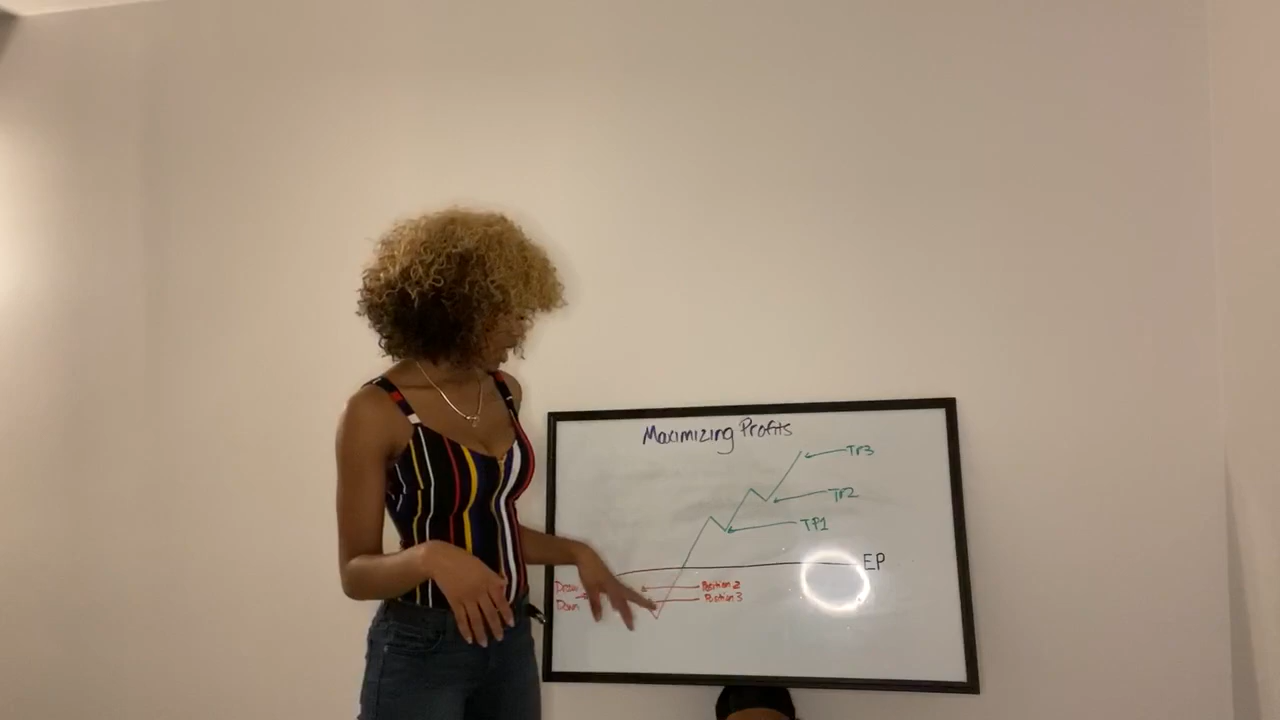 Maximizing Profits
TP3
TP2
TP1
EP
Draw
Down
Position 2
Position 3